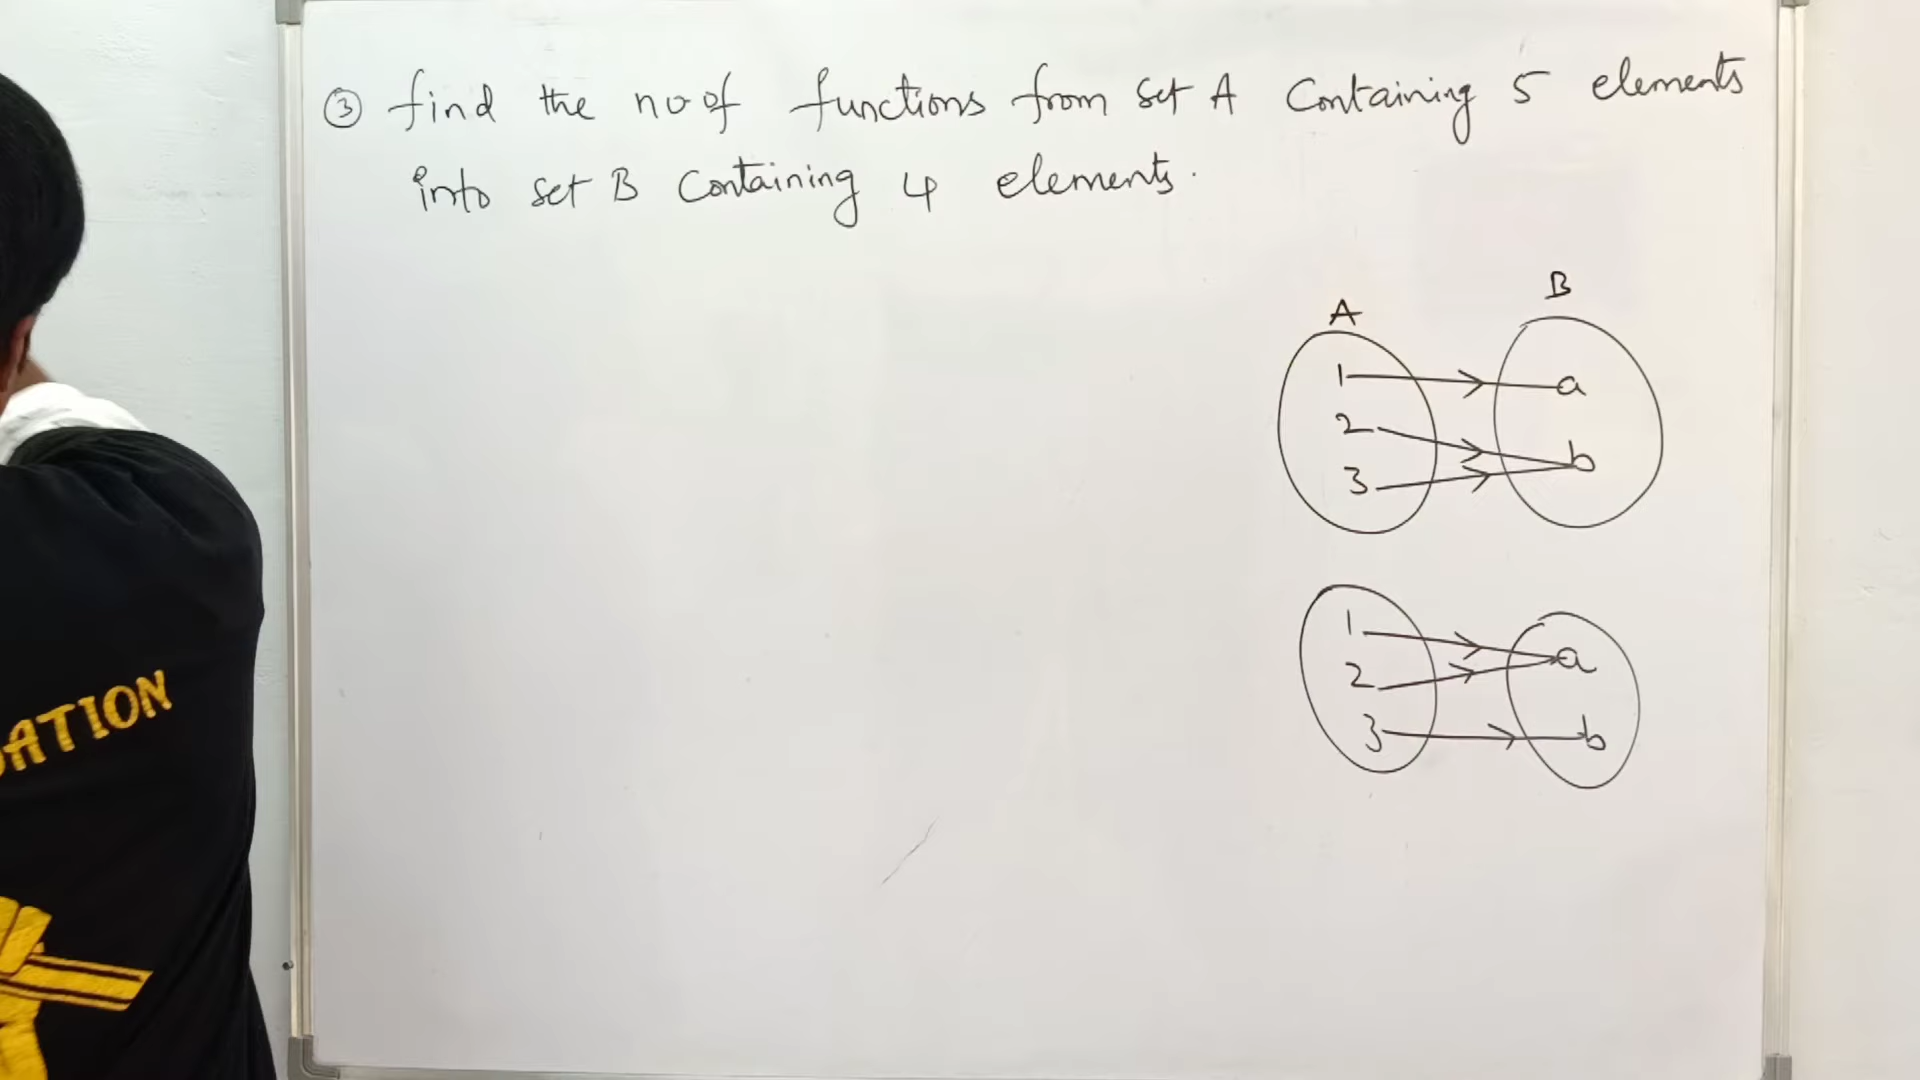 ③ find the no of functions from set A Containing 5 elements
into set B Containing 4 elements.
A B
1 a
2 b
3
1 a
2
3 b
ATION